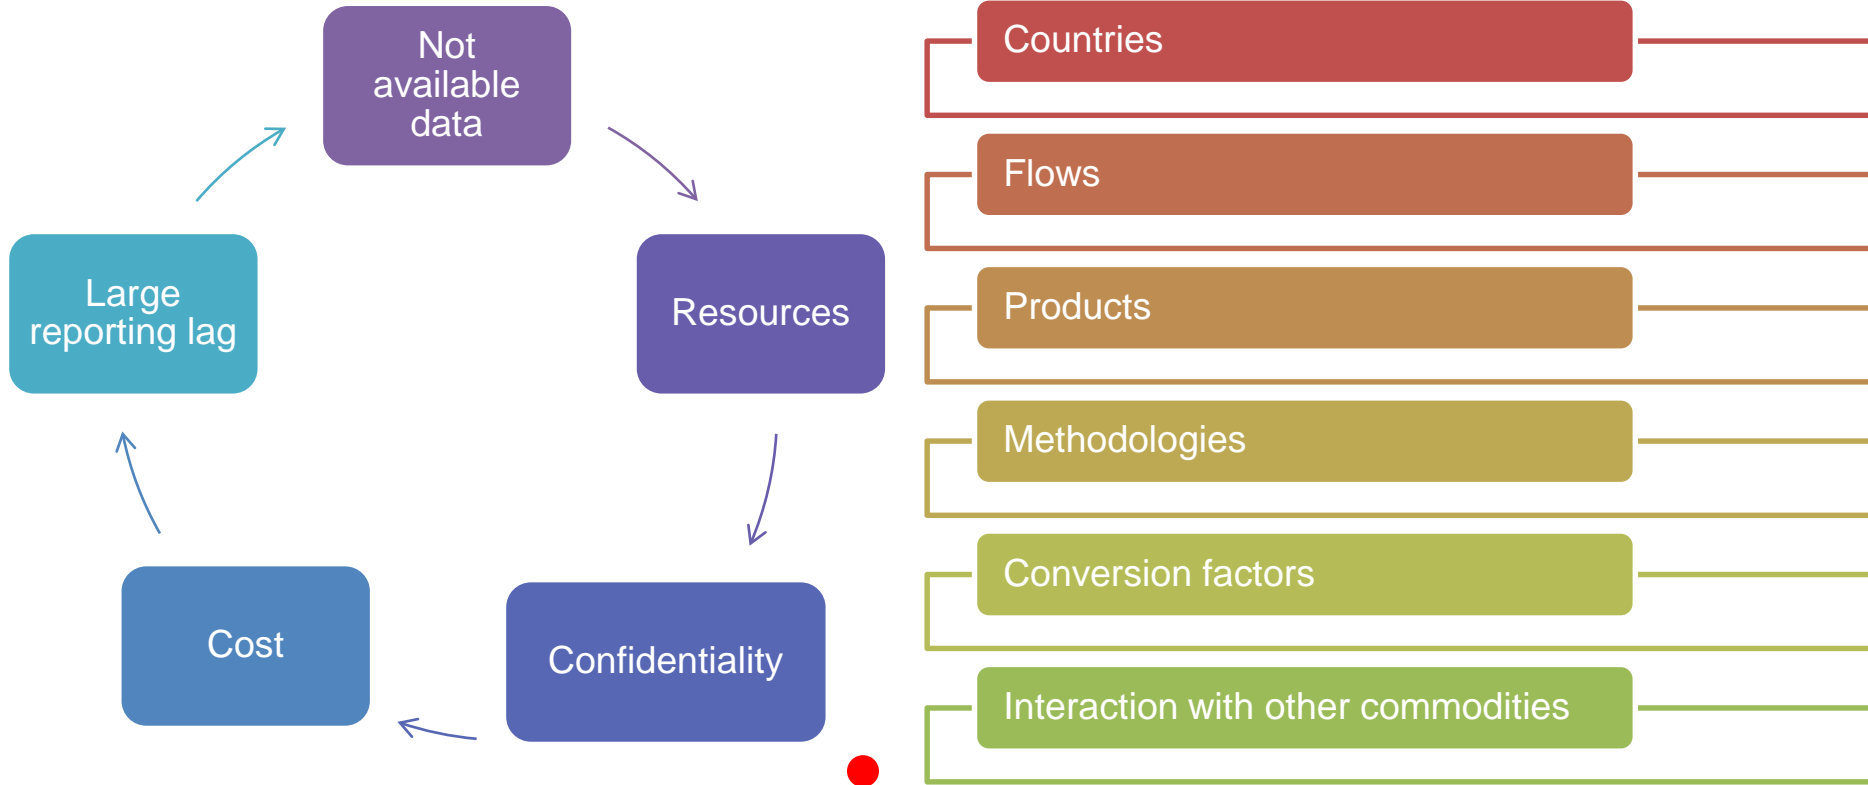 Not
available
data
Resources
Confidentiality
Cost
Large
reporting lag
Countries
Flows
Products
Methodologies
Conversion factors
Interaction with other commodities